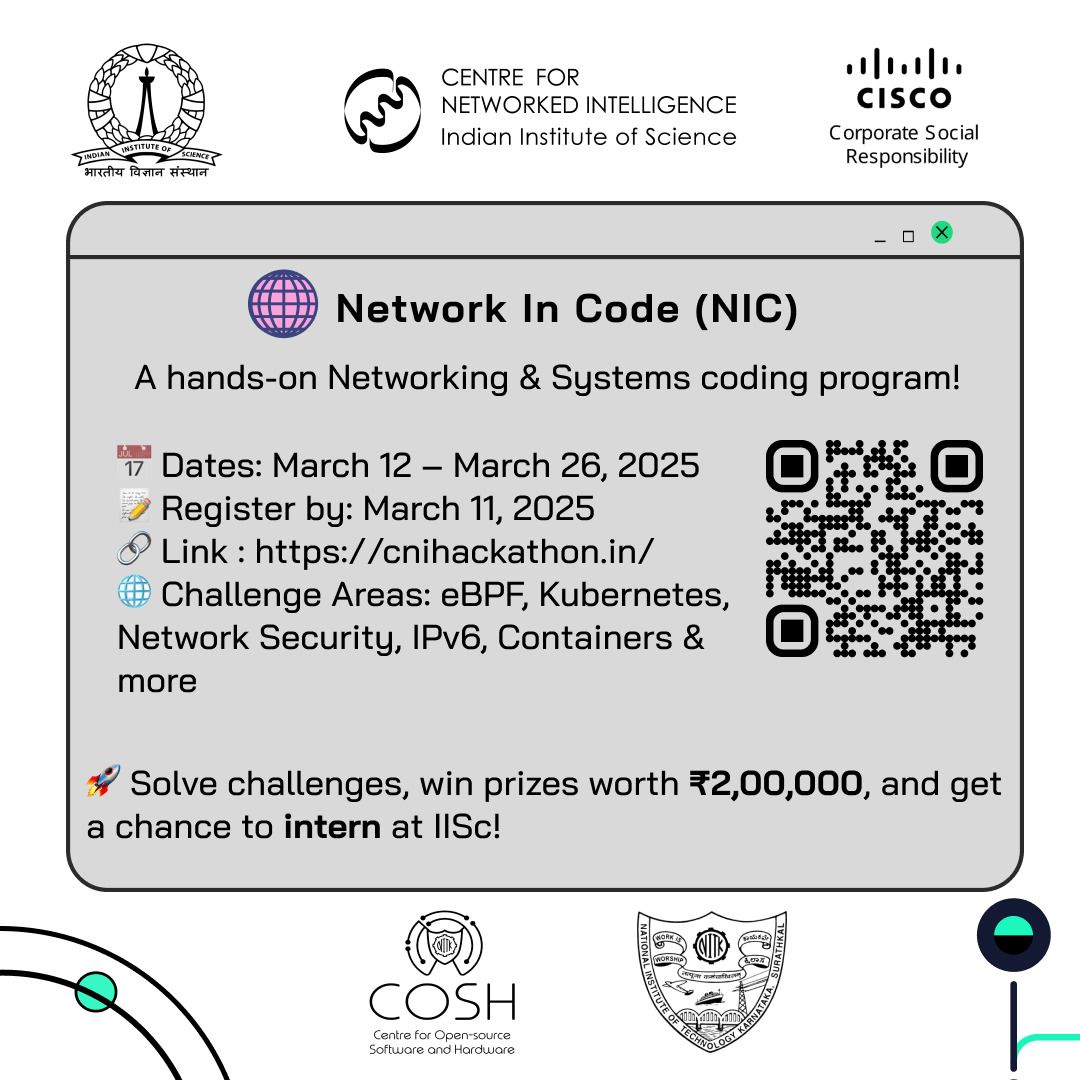 INDIAN INSTITUTE OF SCIENCE
भारतीय विज्ञान संस्थान
CENTRE FOR
NETWORKED INTELLIGENCE
Indian Institute of Science
CISCO
Corporate Social
Responsibility
Network In Code (NIC)
A hands-on Networking & Systems coding program!
JUL
17
Dates: March 12 – March 26, 2025
Register by: March 11, 2025
Link : https://cnihackathon.in/
Challenge Areas: eBPF, Kubernetes,
Network Security, IPv6, Containers &
more
Solve challenges, win prizes worth ₹2,00,000, and get
a chance to intern at IISc!
NITK
COSH
Centre for Open-source
Software and Hardware
NITK
WORK IS
WORSHIP
ಕಾಯಕವೇ
ಕೈಲಾಸ
NATIONAL INSTITUTE OF TECHNOLOGY KARNATAKA, SURATHKAL